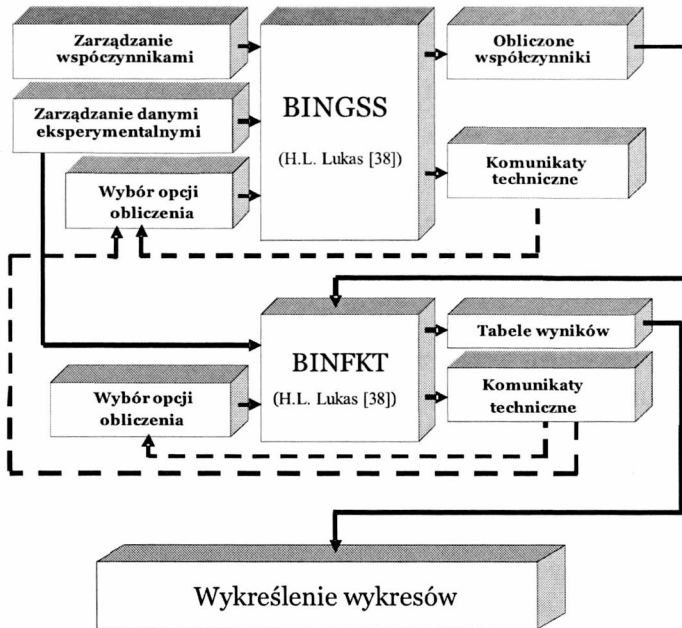 Zarządzanie
wspóczynnikami
Obliczone
współczynniki
BINGSS
(H.L. Lukas [38])
Zarządzanie danymi
eksperymentalnymi
Komunikaty
techniczne
Wybór opcji
obliczenia
BINFKT
(H.L. Lukas [38])
Tabele wyników
Komunikaty
techniczne
Wybór opcji
obliczenia
Wykreślenie wykresów